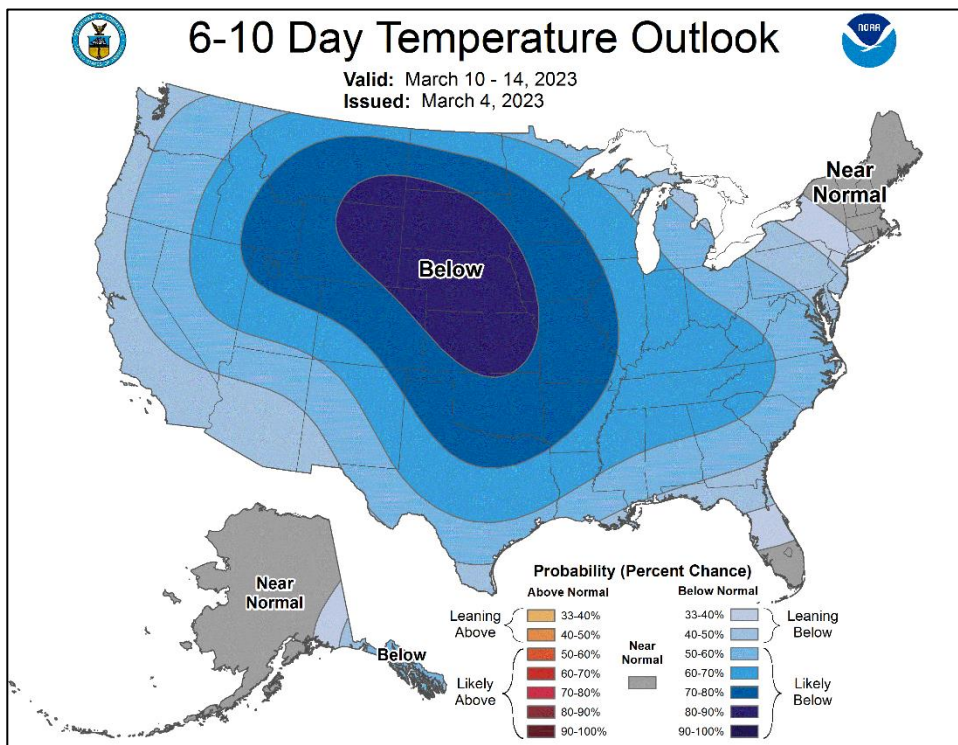 6-10 Day Temperature Outlook
NOAA
Valid: March 10 - 14, 2023
Issued: March 4, 2023
Near
Normal
Below
Near
Normal
Below
Probability (Percent Chance)
Above Normal
Below Normal
Leaning
Above
33-40%
40-50%
Likely
Above
50-60%
60-70%
70-80%
80-90%
90-100%
Near
Normal
33-40%
40-50%
Leaning
Below
50-60%
60-70%
70-80%
80-90%
90-100%
Likely
Below